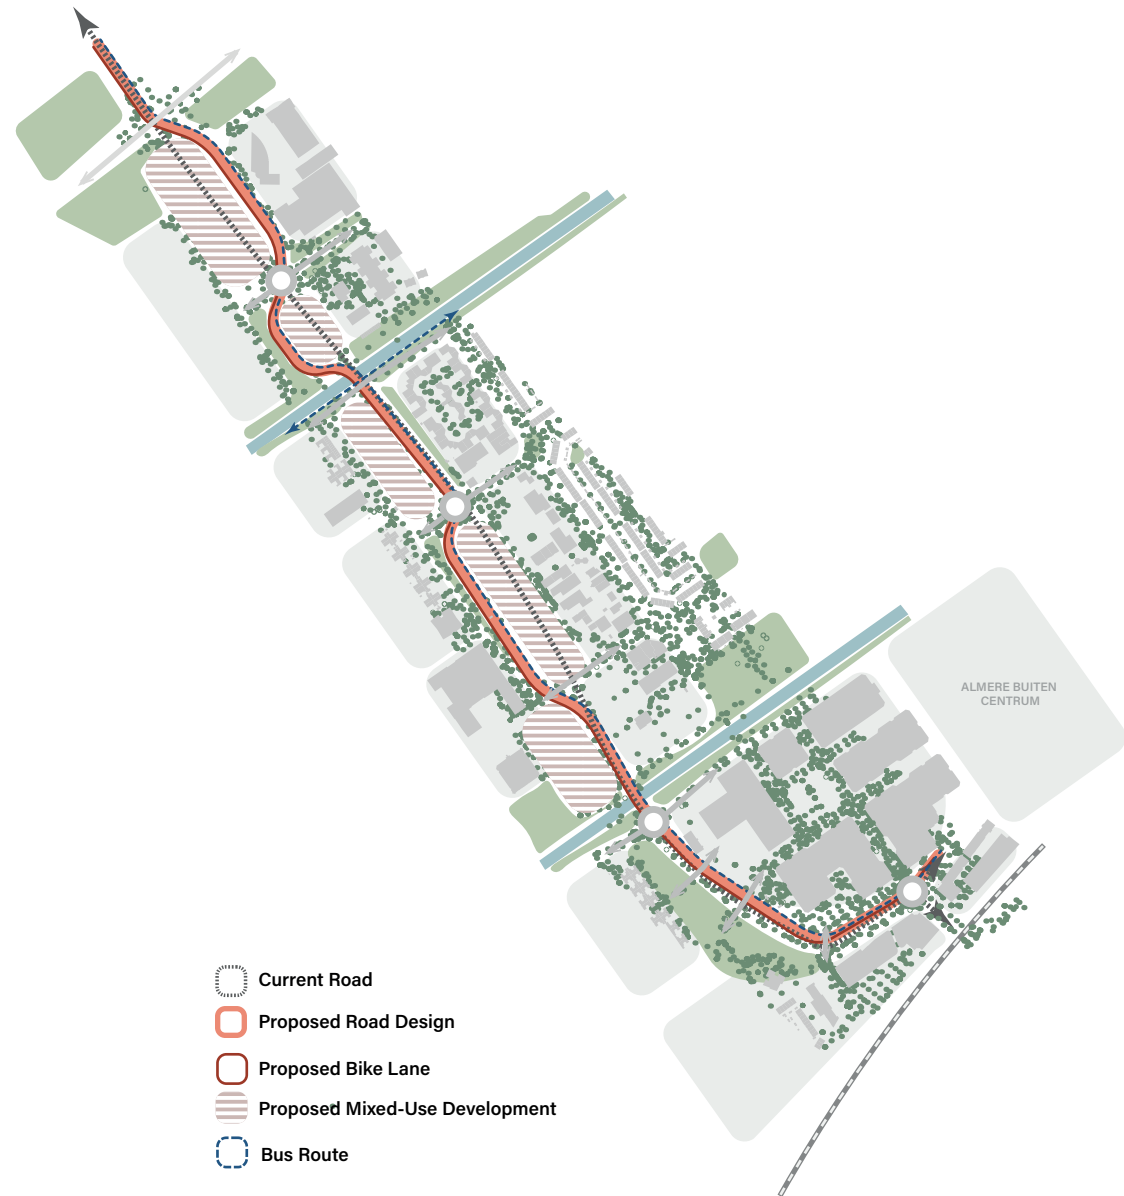 ALMERE BUITEN
CENTRUM
Current Road
Proposed Road Design
Proposed Bike Lane
Proposed Mixed-Use Development
Bus Route